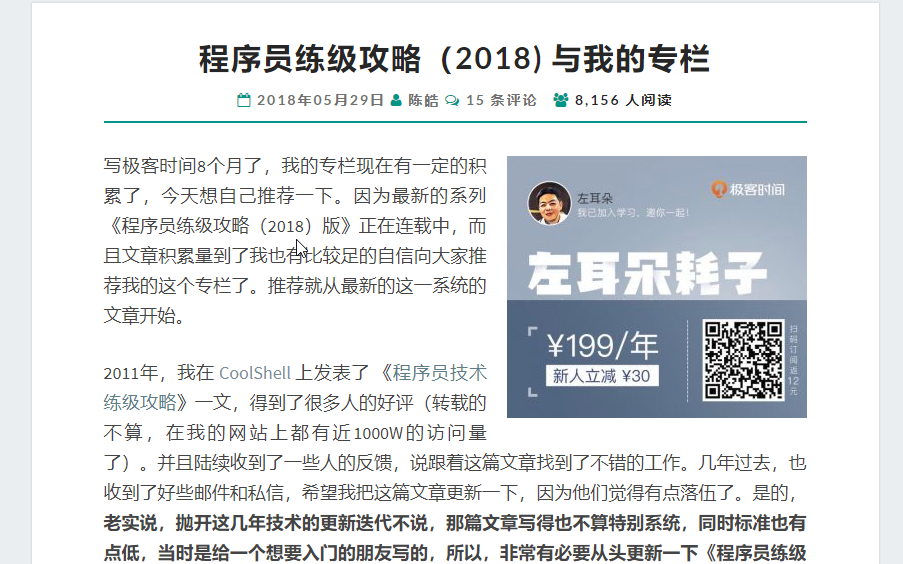 程序员练级攻略（2018) 与我的专栏
2018年05月29日 陈皓 15 条评论 8,156 人阅读
写极客时间8个月了，我的专栏现在有一定的积
累了，今天想自己推荐一下。因为最新的系列
《程序员练级攻略（2018）版》正在连载中，而
且文章积累量到了我也有比较足的自信向大家推
荐我的这个专栏了。推荐就从最新的这一系统的
文章开始。
极客时间
左耳朵
我已加入学习，邀你一起！
左耳朵耗子
¥199/年
新人立减 ¥30
扫码订阅返12元
2011年，我在 CoolShell 上发表了 《程序员技术
练级攻略》一文，得到了很多人的好评（转载的
不算，在我的网站上都有近1000W的访问量
了）。并且陆续收到了一些人的反馈，说跟着这篇文章找到了不错的工作。几年过去，也
收到了好些邮件和私信，希望我把这篇文章更新一下，因为他们觉得有点落伍了。是的，
老实说，抛开这几年技术的更新迭代不说，那篇文章写得也不算特别系统，同时标准也有
点低，当时是给一个想要入门的朋友写的，所以，非常有必要从头更新一下《程序员练级